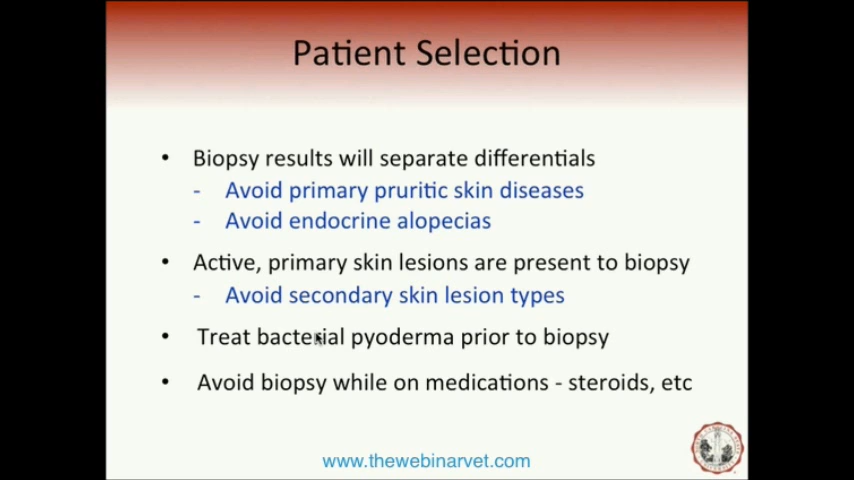 Patient Selection
• Biopsy results will separate differentials
- Avoid primary pruritic skin diseases
- Avoid endocrine alopecias
• Active, primary skin lesions are present to biopsy
- Avoid secondary skin lesion types
• Treat bacterial pyoderma prior to biopsy
• Avoid biopsy while on medications - steroids, etc
www.thewebinarvet.com